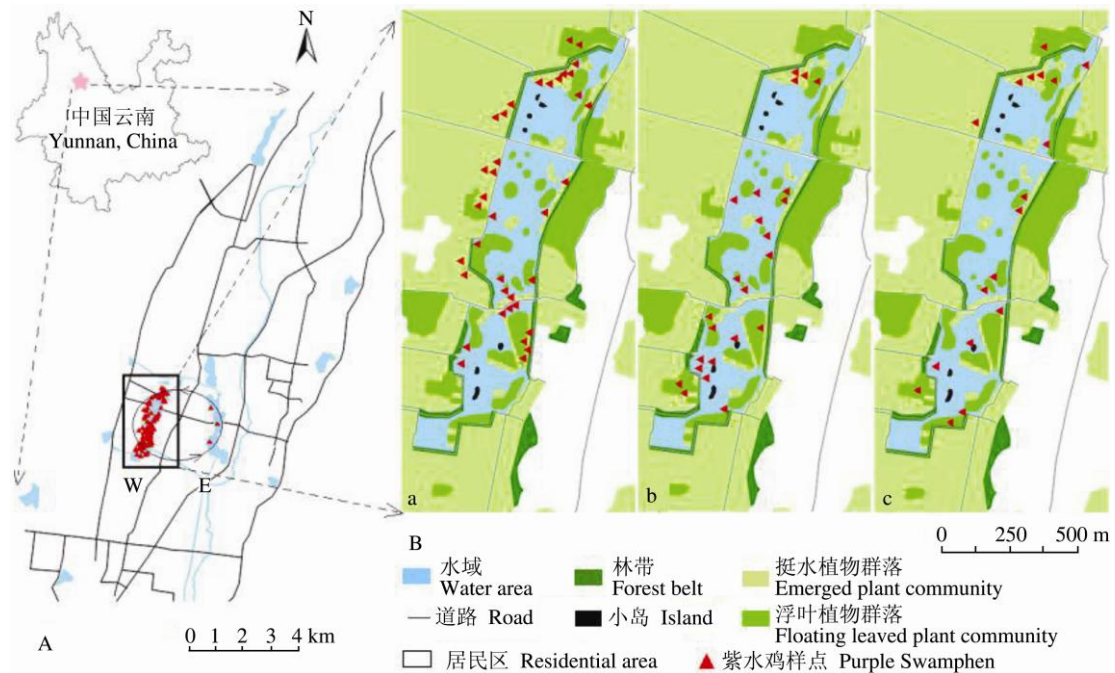 N
中国云南
Yunnan, China
W
E
A
0 1 2 3 4 km
a
b
c
B
0 250 500 m
水域
Water area
林带
Forest belt
挺水植物群落
Emerged plant community
道路 Road
小岛 Island
浮叶植物群落
Floating leaved plant community
居民区 Residential area
紫水鸡样点 Purple Swamphen